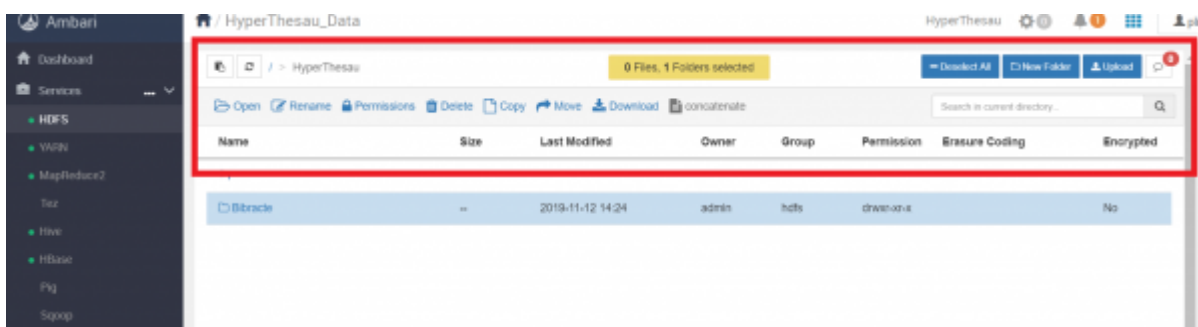 Ambari / HyperThesau_Data HyperThesau 0 1
Dashboard / > HyperThesau 0 Files, 1 Folders selected Deselect All New Folder Upload 0
Services ...
Open Rename Permissions Delete Copy Move Download concatenate Search in current directory..
HDFS
Name Size Last Modified Owner Group Permission Erasure Coding Encrypted
YARN
MapReduce2
Tez Bibracte -- 2019-11-12 14:24 admin hdfs drwxr-xr-x No
Hive
HBase
Pig
Sqoop